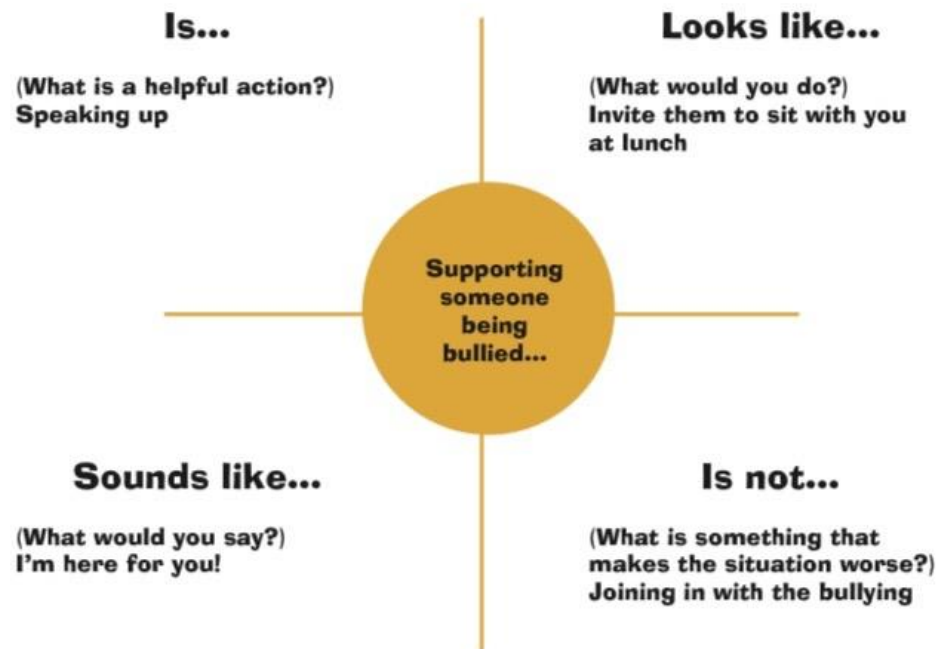 Is...
(What is a helpful action?)
Speaking up
Looks like...
(What would you do?)
Invite them to sit with you
at lunch
Supporting
someone
being
bullied...
Sounds like...
(What would you say?)
I'm here for you!
Is not...
(What is something that
makes the situation worse?)
Joining in with the bullying